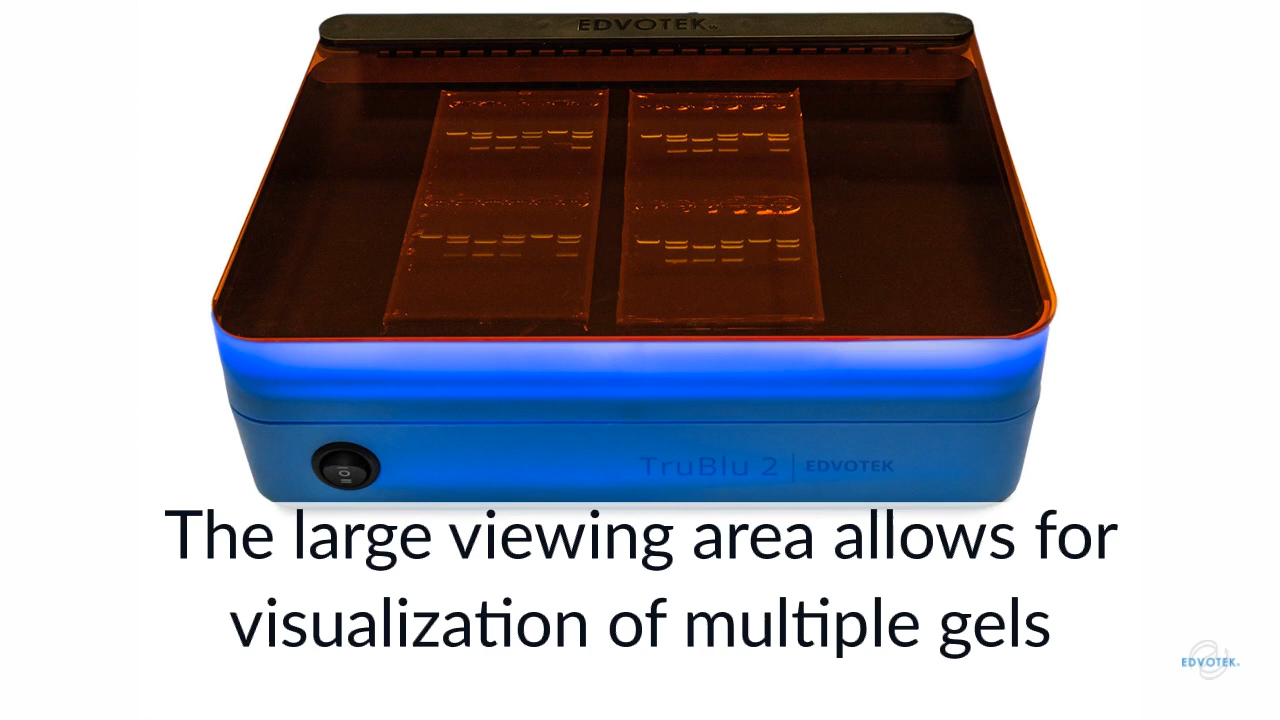 EDVOTEK
TruBlu 2 | EDVOTEK
The large viewing area allows for
visualization of multiple gels
EDVOTEK